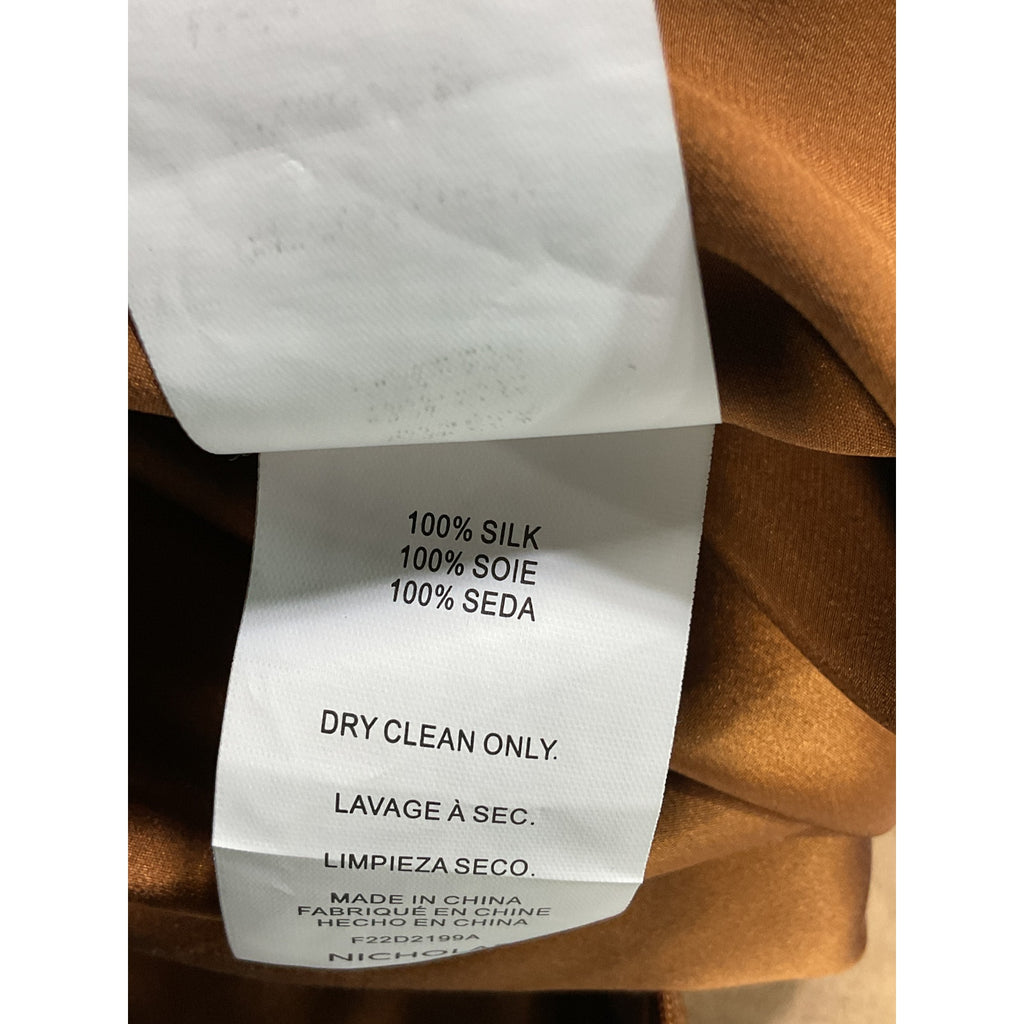 100% SILK
100% SOIE
100% SEDA
DRY CLEAN ONLY.
LAVAGE À SEC.
LIMPIEZA SECO.
MADE IN CHINA
FABRIQUÉ EN CHINE
HECHO EN CHINA
F22D2199A